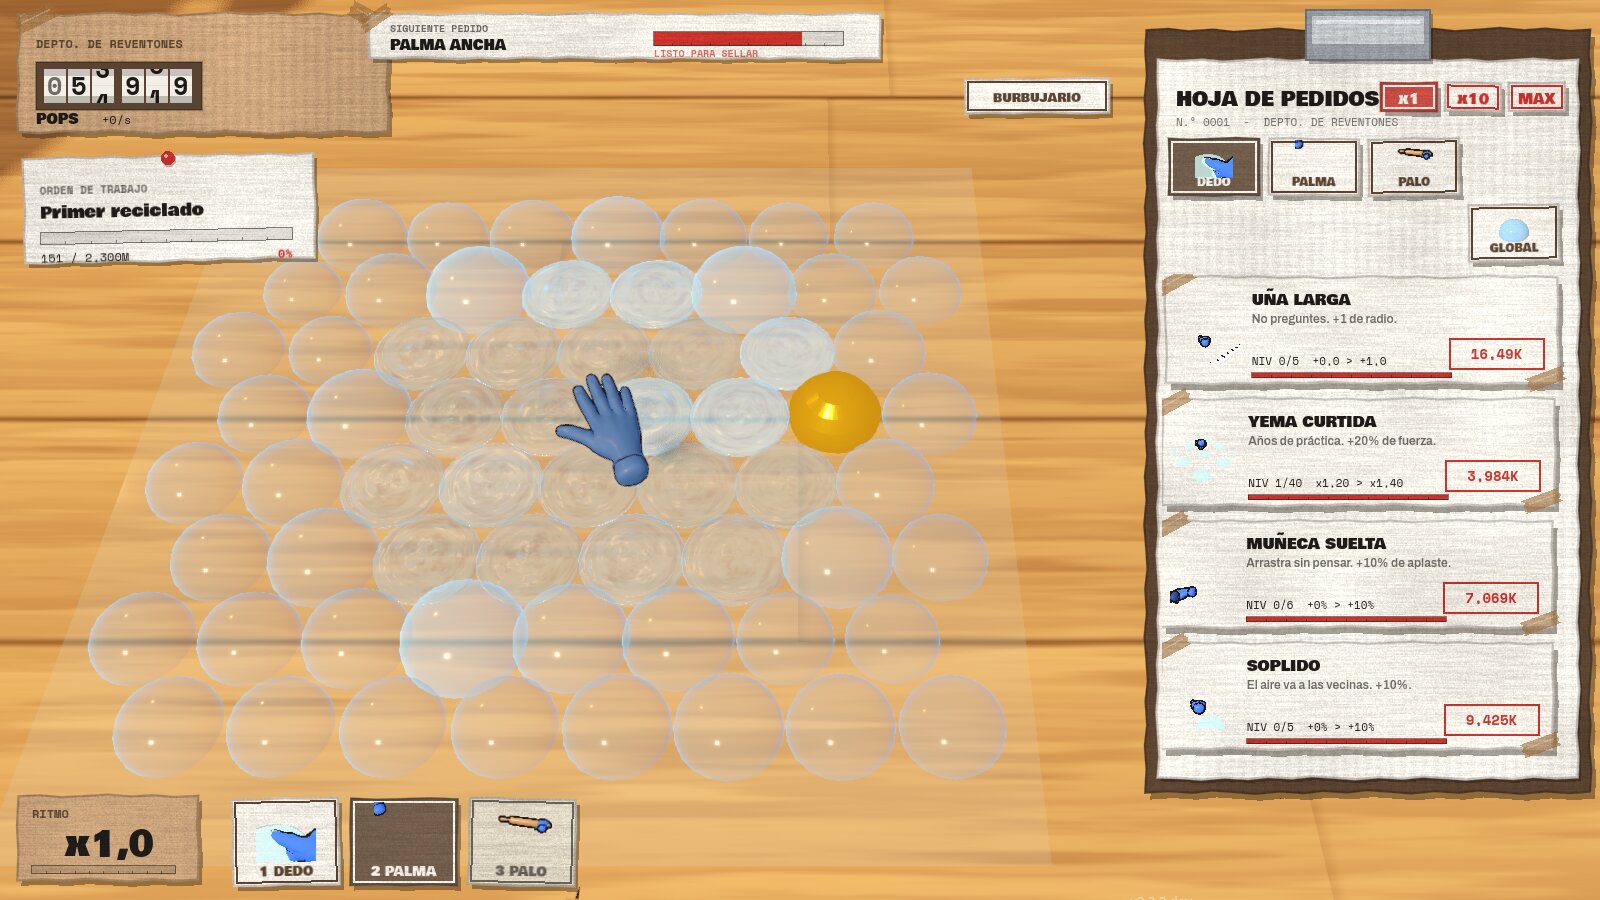 DEPTO. DE REVENTONES
POPS +0/s
SIGUIENTE PEDIDO
PALMA ANCHA
LISTO PARA SELLAR
BURBUJARIO
ORDEN DE TRABAJO
Primer reciclado
0%
151 / 2,300M
HOJA DE PEDIDOS
x1
x10
MAX
N.° 0001 - DEPTO. DE REVENTONES
DEDO
PALMA
PALO
GLOBAL
UÑA LARGA
No preguntes. +1 de radio.
NIV 0/5 +0,0 > +1,0
16,49K
YEMA CURTIDA
Años de práctica. +20% de fuerza.
NIV 1/40 x1,20 > x1,40
3,984K
MUÑECA SUELTA
Arrastra sin pensar. +10% de aplaste.
NIV 0/6 +0% > +10%
7,069K
SOPLIDO
El aire va a las vecinas. +10%.
NIV 0/5 +0% > +10%
9,425K
RITMO
x1,0
1 DEDO
2 PALMA
3 PALO